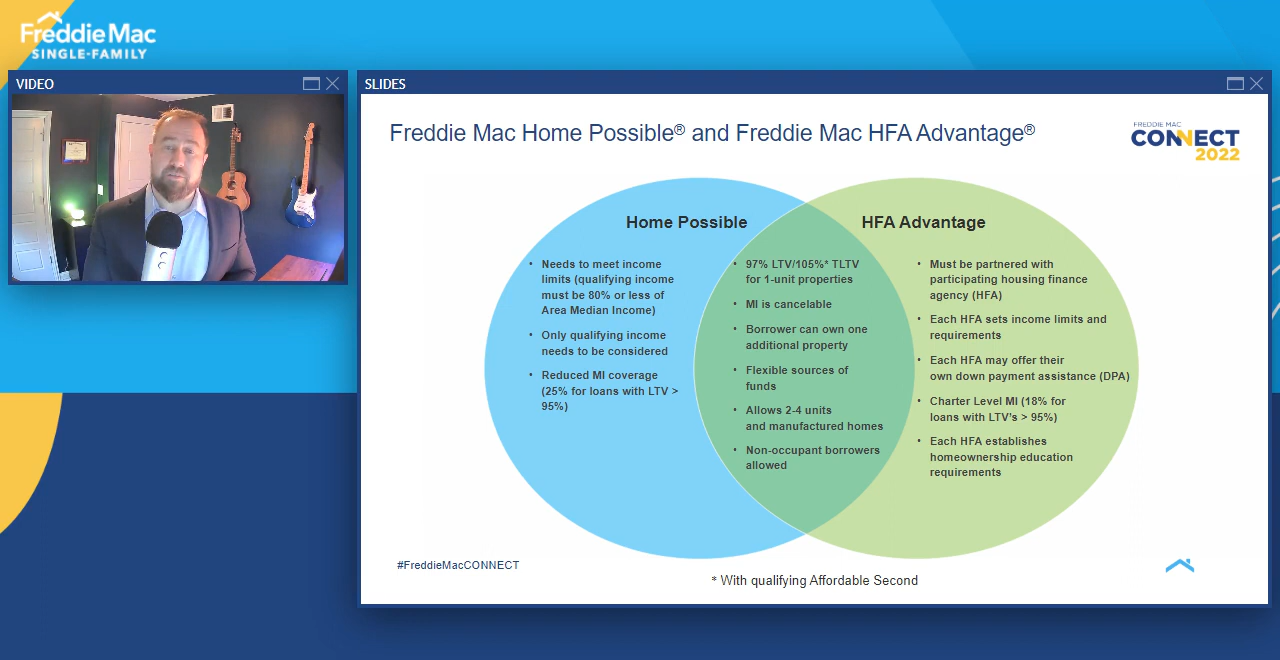 Freddie Mac
SINGLE-FAMILY
VIDEO
SLIDES
Freddie Mac Home Possible® and Freddie Mac HFA Advantage®
FREDDIE MAC
CONNECT
2022
Home Possible
• Needs to meet income
limits (qualifying income
must be 80% or less of
Area Median Income)
• Only qualifying income
needs to be considered
• Reduced MI coverage
(25% for loans with LTV >
95%)
• 97% LTV/105%* TLTV
for 1-unit properties
• MI is cancelable
• Borrower can own one
additional property
• Flexible sources of
funds
• Allows 2-4 units
and manufactured homes
• Non-occupant borrowers
allowed
HFA Advantage
• Must be partnered with
participating housing finance
agency (HFA)
• Each HFA sets income limits and
requirements
• Each HFA may offer their
own down payment assistance (DPA)
• Charter Level MI (18% for
loans with LTV's > 95%)
• Each HFA establishes
homeownership education
requirements
#FreddieMacCONNECT
* With qualifying Affordable Second